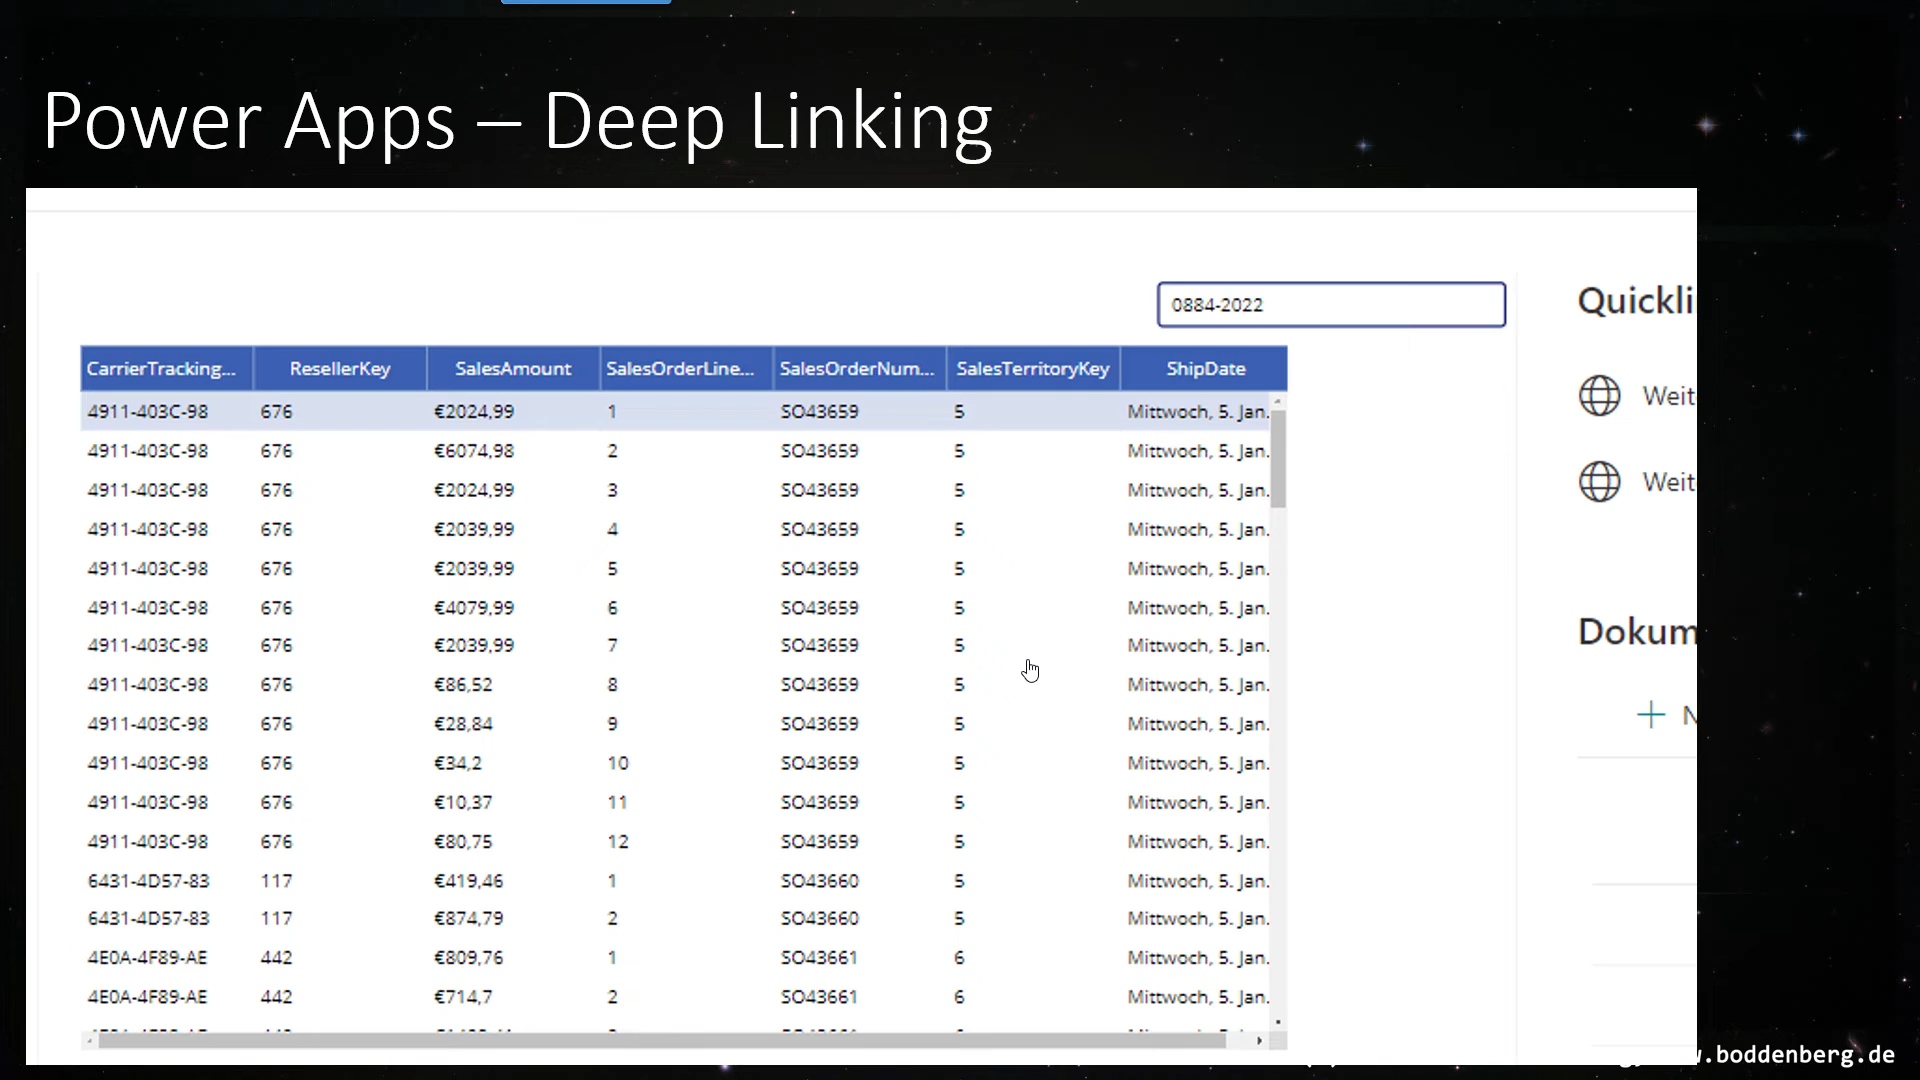 Power Apps – Deep Linking
0884-2022
Quickli
CarrierTracking... ResellerKey SalesAmount SalesOrderLine... SalesOrderNum... SalesTerritoryKey ShipDate
Weit
4911-403C-98 676 €2024,99 1 SO43659 5 Mittwoch, 5. Jan.
4911-403C-98 676 €6074,98 2 SO43659 5 Mittwoch, 5. Jan.
Weit
4911-403C-98 676 €2024,99 3 SO43659 5 Mittwoch, 5. Jan.
4911-403C-98 676 €2039,99 4 SO43659 5 Mittwoch, 5. Jan.
4911-403C-98 676 €2039,99 5 SO43659 5 Mittwoch, 5. Jan.
4911-403C-98 676 €4079,99 6 SO43659 5 Mittwoch, 5. Jan.
Dokum
4911-403C-98 676 €2039,99 7 SO43659 5 Mittwoch, 5. Jan.
4911-403C-98 676 €86,52 8 SO43659 5 Mittwoch, 5. Jan.
N
4911-403C-98 676 €28,84 9 SO43659 5 Mittwoch, 5. Jan.
4911-403C-98 676 €34,2 10 SO43659 5 Mittwoch, 5. Jan.
4911-403C-98 676 €10,37 11 SO43659 5 Mittwoch, 5. Jan.
4911-403C-98 676 €80,75 12 SO43659 5 Mittwoch, 5. Jan.
6431-4D57-83 117 €419,46 1 SO43660 5 Mittwoch, 5. Jan.
6431-4D57-83 117 €874,79 2 SO43660 5 Mittwoch, 5. Jan.
4E0A-4F89-AE 442 €809,76 1 SO43661 6 Mittwoch, 5. Jan.
4E0A-4F89-AE 442 €714,7 2 SO43661 6 Mittwoch, 5. Jan.
w.boddenberg.de